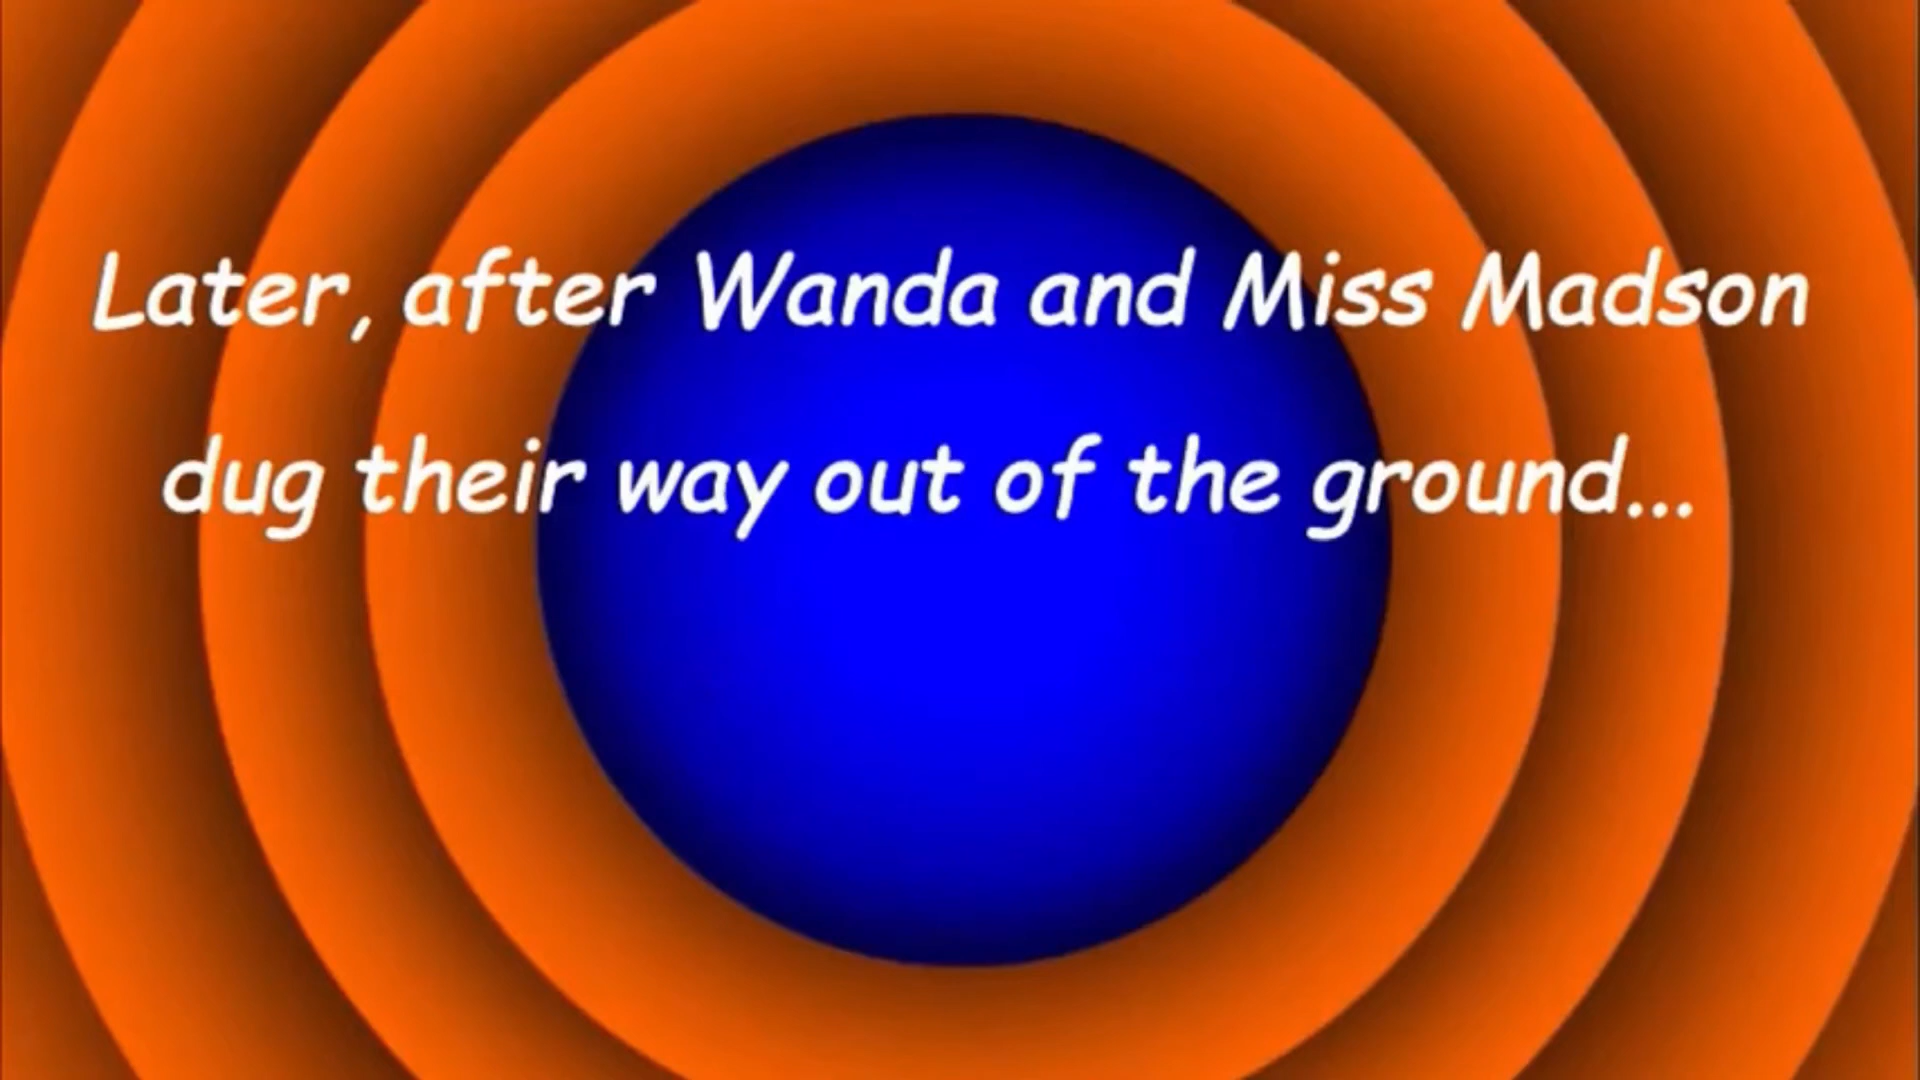 Later, after Wanda and Miss Madson
dug their way out of the ground...